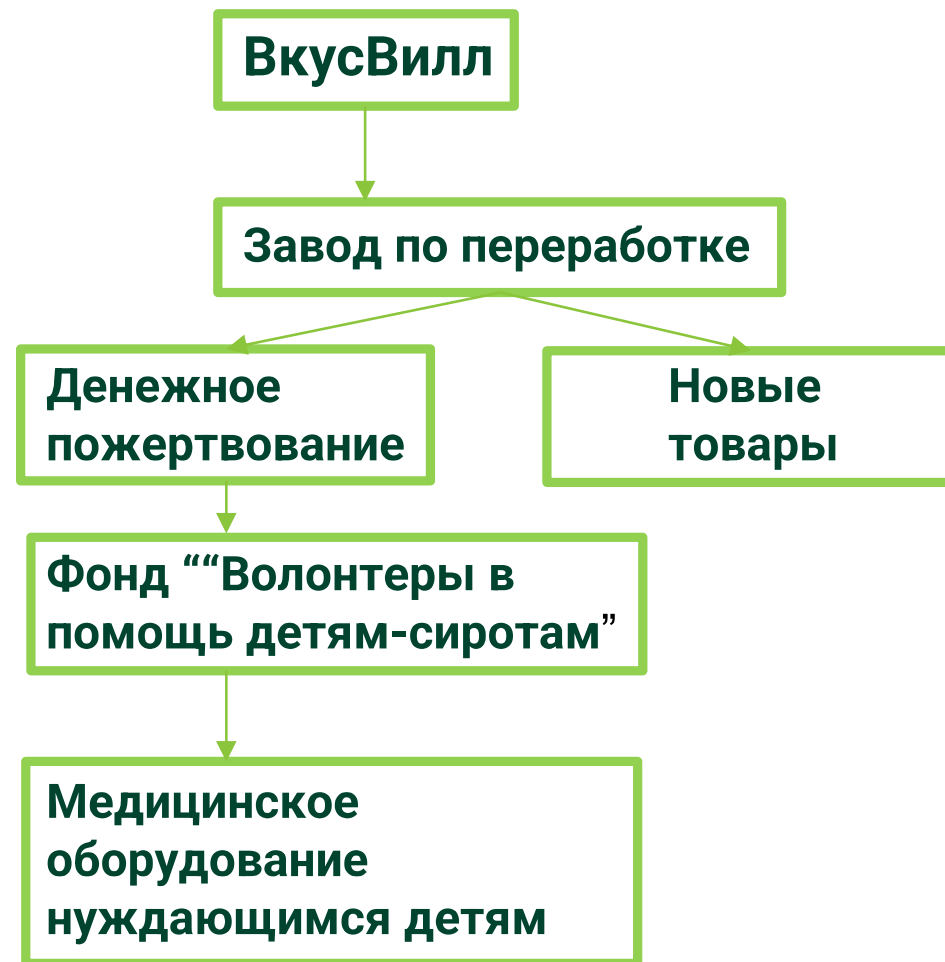 ВкусВилл
Завод по переработке
Денежное
пожертвование
Новые
товары
Фонд ““Волонтеры в
помощь детям-сиротам”
Медицинское
оборудование
нуждающимся детям